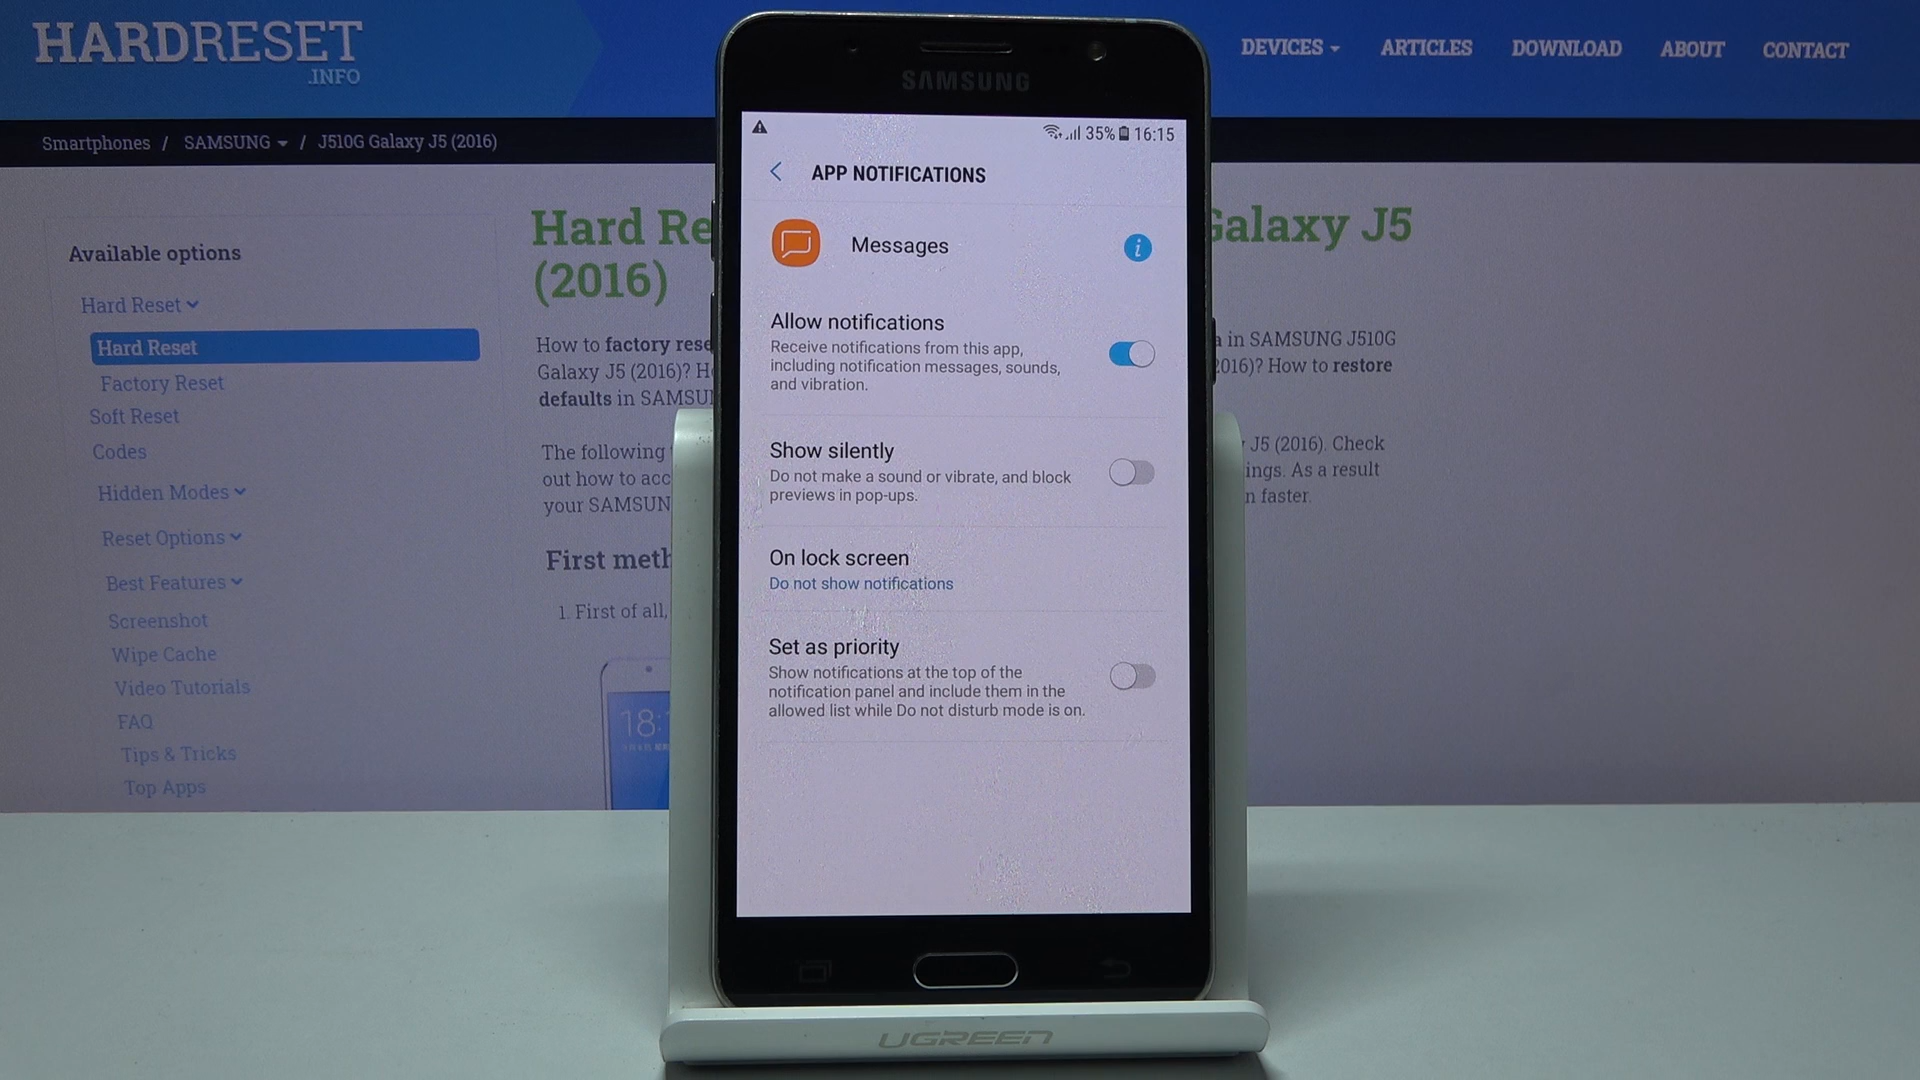 HARDRESET
.INFO
DEVICES ARTICLES DOWNLOAD ABOUT CONTACT
Smartphones / SAMSUNG / J510G Galaxy J5 (2016)
Available options
Hard Reset
Hard Reset
Factory Reset
Soft Reset
Codes
Hidden Modes
Reset Options
Best Features
Screenshot
Wipe Cache
Video Tutorials
FAQ
Tips & Tricks
Top Apps
Hard Re
Galaxy J5
(2016)
How to factory rese
in SAMSUNG J510G
Galaxy J5 (2016)? H
2016)? How to restore
defaults in SAMSU
The following
J5 (2016). Check
out how to acc
ings. As a result
your SAMSUN
n faster.
First meth
1. First of all,
18:
SAMSUNG
35% 16:15
APP NOTIFICATIONS
Messages
i
Allow notifications
Receive notifications from this app,
including notification messages, sounds,
and vibration.
Show silently
Do not make a sound or vibrate, and block
previews in pop-ups.
On lock screen
Do not show notifications
Set as priority
Show notifications at the top of the
notification panel and include them in the
allowed list while Do not disturb mode is on.
UGREEN